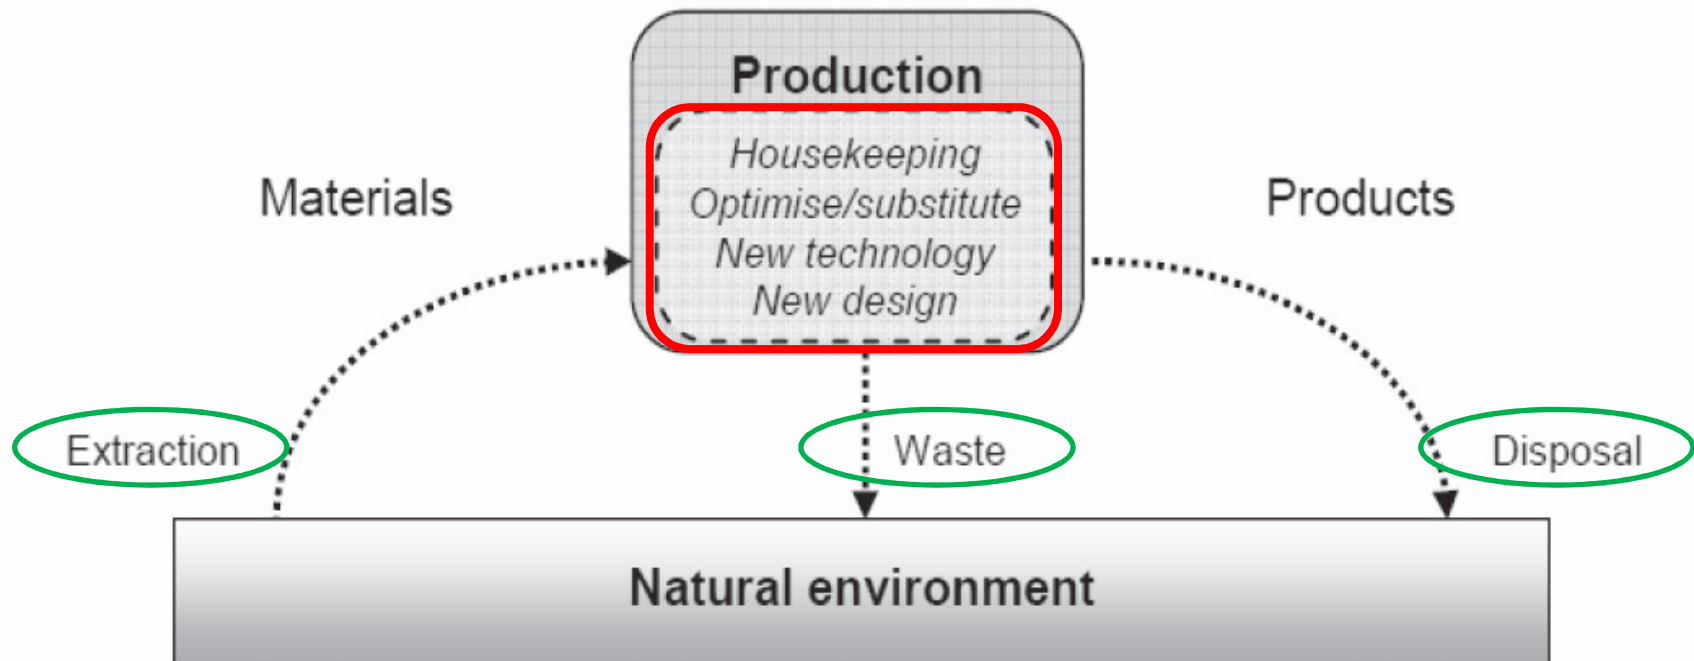 Production
Housekeeping
Optimise/substitute
New technology
New design
Materials
Products
Extraction
Waste
Disposal
Natural environment